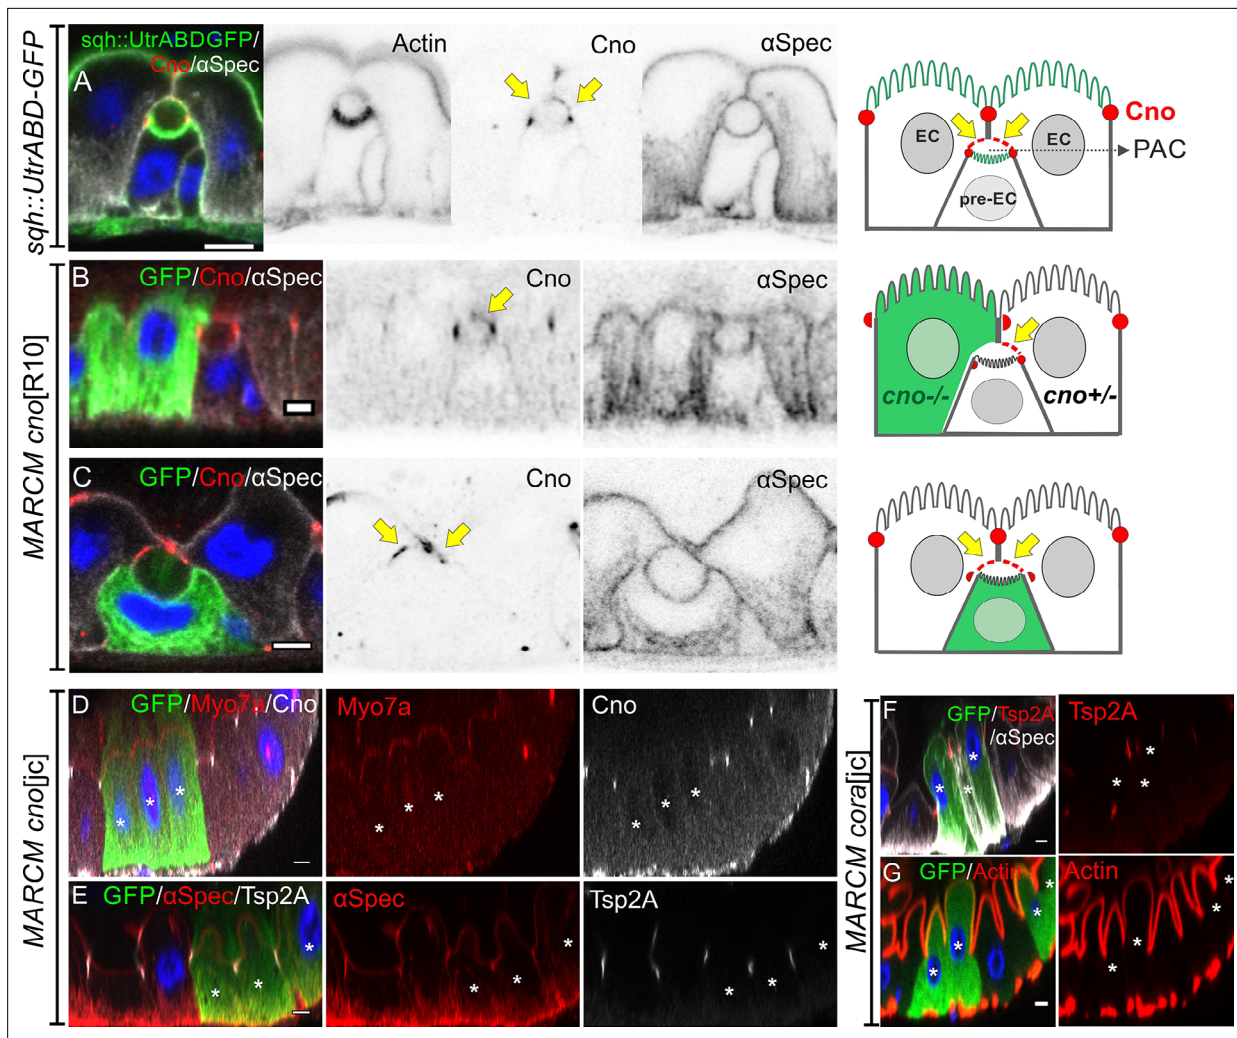 sqh::UtrABD-GFP
A
sqh::UtrABDGFP/
Cno/αSpec
Actin
Cno
αSpec
Cno
EC
EC
PAC
pre-EC
MARCM cno[R10]
B
GFP/Cno/αSpec
Cno
αSpec
cno-/-
cno+/-
C
GFP/Cno/αSpec
Cno
αSpec
MARCM cno[jc]
D
GFP/Myo7a/Cno
Myo7a
Cno
* * *
* * *
* * *
E
GFP/αSpec/Tsp2A
αSpec
Tsp2A
* * *
* * *
* * *
MARCM cora[jc]
F
GFP/Tsp2A
/αSpec
Tsp2A
* * *
* * *
G
GFP/Actin
Actin
* * * *
* * * *